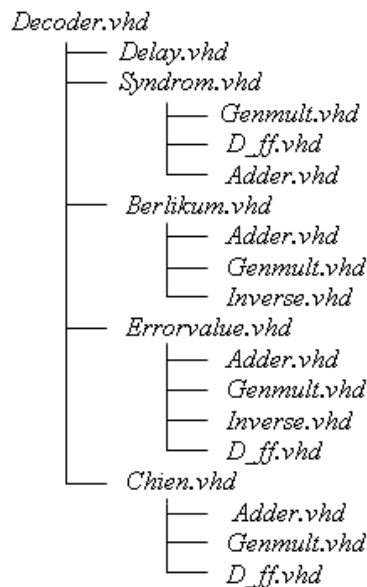 Decoder.vhd
Delay.vhd
Syndrom.vhd
Genmult.vhd
D_ff.vhd
Adder.vhd
Berlikum.vhd
Adder.vhd
Genmult.vhd
Inverse.vhd
Errorvalue.vhd
Adder.vhd
Genmult.vhd
Inverse.vhd
D_ff.vhd
Chien.vhd
Adder.vhd
Genmult.vhd
D_ff.vhd